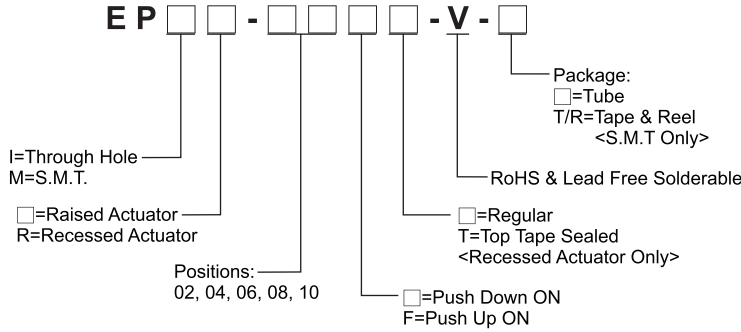 EP□□-□□□□-V-□
Package:
□=Tube
T/R=Tape & Reel
<S.M.T Only>
I=Through Hole
M=S.M.T.
RoHS & Lead Free Solderable
□=Raised Actuator
R=Recessed Actuator
□=Regular
T=Top Tape Sealed
<Recessed Actuator Only>
Positions:
02, 04, 06, 08, 10
□=Push Down ON
F=Push Up ON